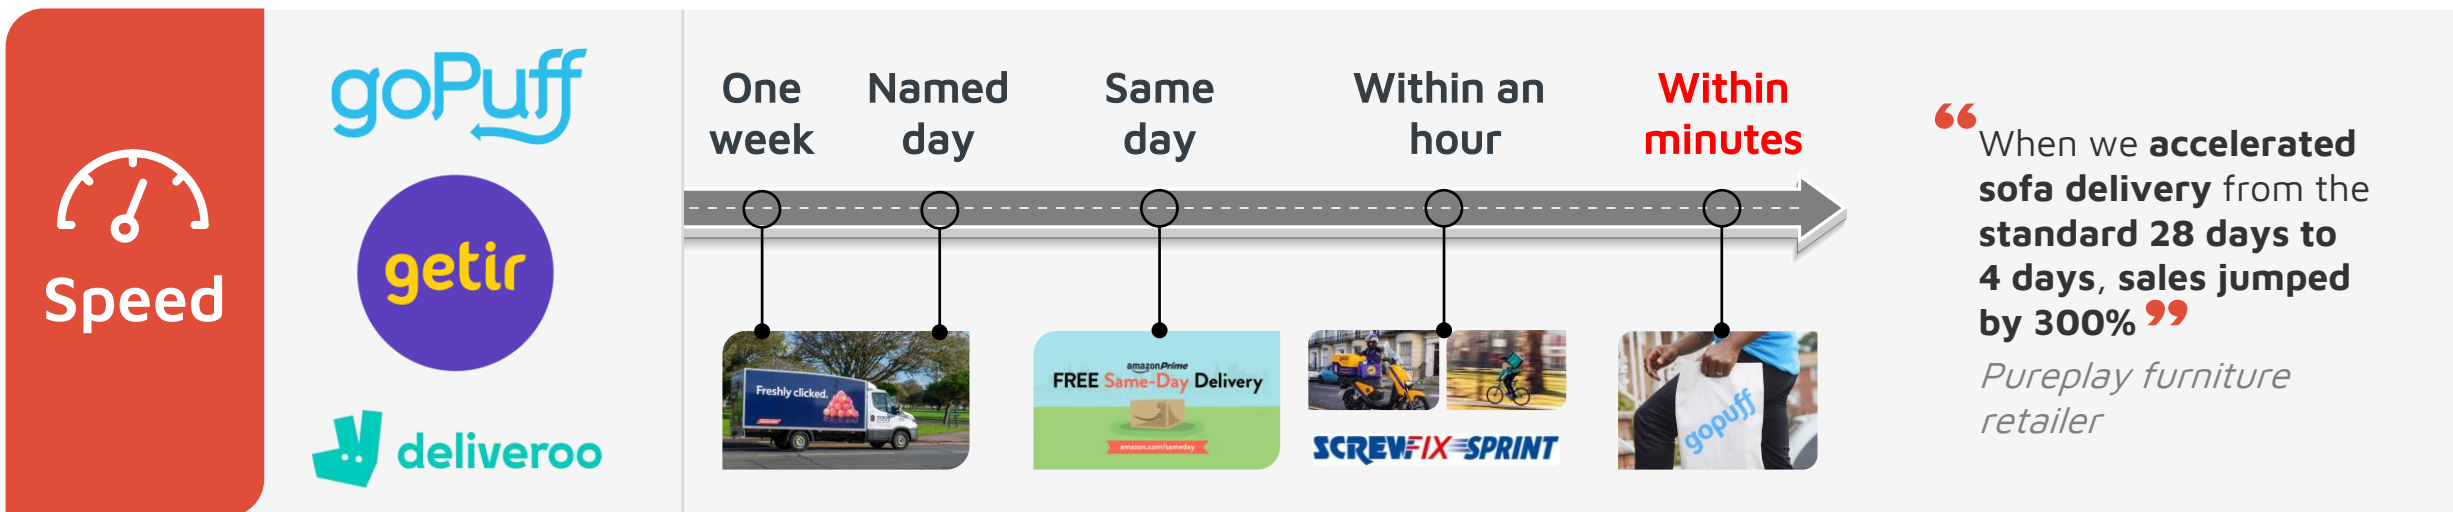 Speed
goPuff
getir
deliveroo
One
week
Named
day
Same
day
Within an
hour
Within
minutes
Freshly clicked.
amazonPrime
FREE Same-Day Delivery
amazon.com/sameday
SCREWFIX SPRINT
gopuff
“When we accelerated
sofa delivery from the
standard 28 days to
4 days, sales jumped
by 300%”
Pureplay furniture
retailer